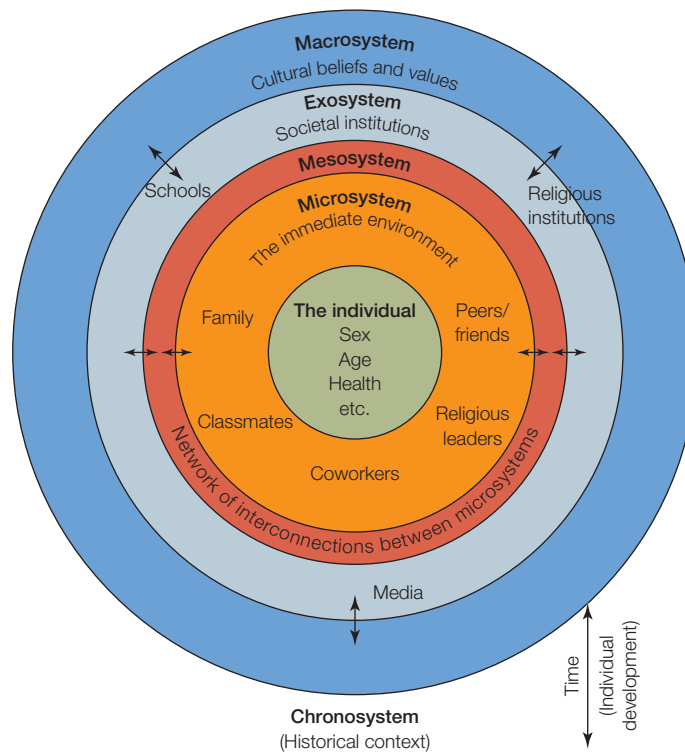 Macrosystem
Cultural beliefs and values
Exosystem
Societal institutions
Mesosystem
Schools
Religious
institutions
Microsystem
The immediate environment
Family
The individual
Sex
Age
Health
etc.
Peers/
friends
Classmates
Religious
leaders
Coworkers
Network of interconnections between microsystems
Media
Chronosystem
(Historical context)
Time
(Individual
development)